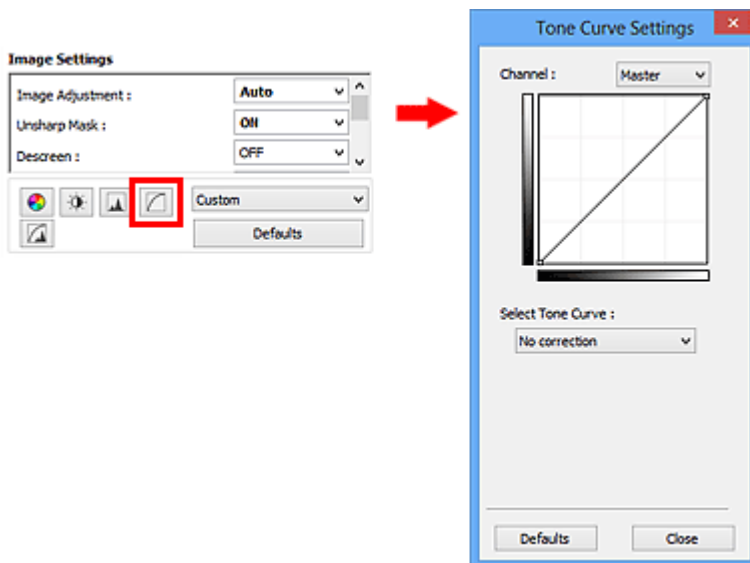 Image Settings
Image Adjustment : Auto
Unsharp Mask : ON
Descreen : OFF
Custom
Defaults
Tone Curve Settings
Channel : Master
Select Tone Curve :
No correction
Defaults Close